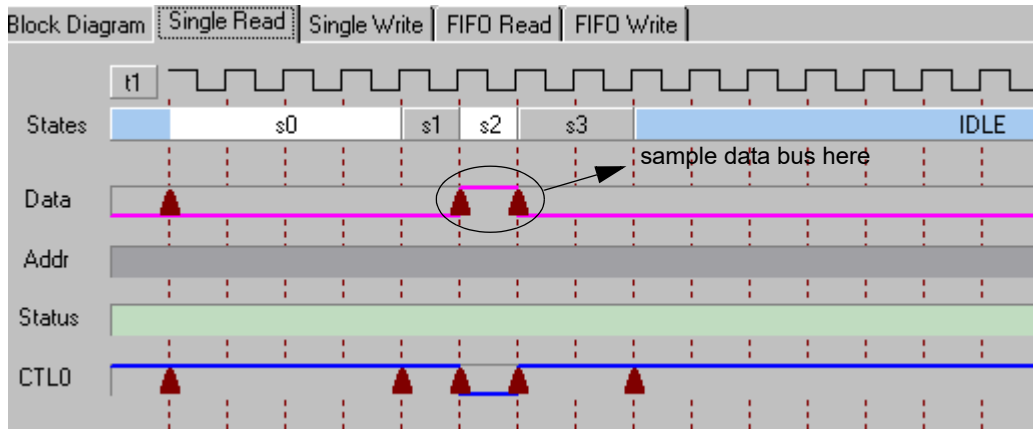 Block Diagram Single Read Single Write FIFO Read FIFO Write
t1
States s0 s1 s2 s3 IDLE
sample data bus here
Data
Addr
Status
CTL0